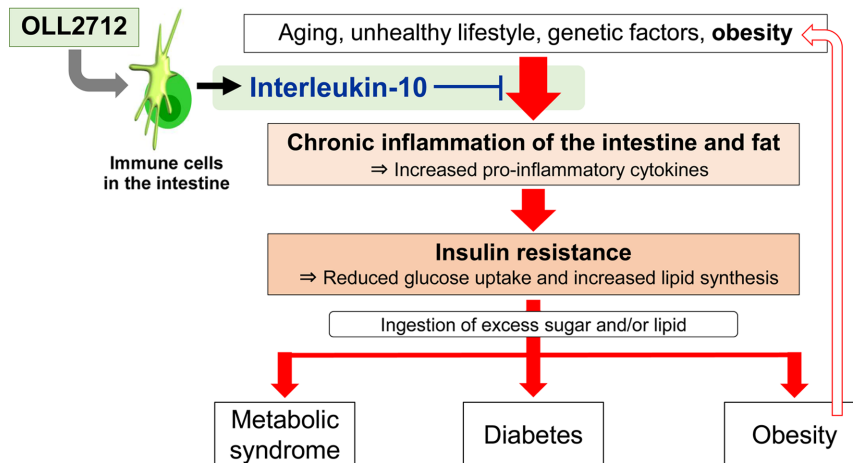 OLL2712
Aging, unhealthy lifestyle, genetic factors, obesity
Interleukin-10
Immune cells
in the intestine
Chronic inflammation of the intestine and fat
⇒ Increased pro-inflammatory cytokines
Insulin resistance
⇒ Reduced glucose uptake and increased lipid synthesis
Ingestion of excess sugar and/or lipid
Metabolic
syndrome
Diabetes
Obesity